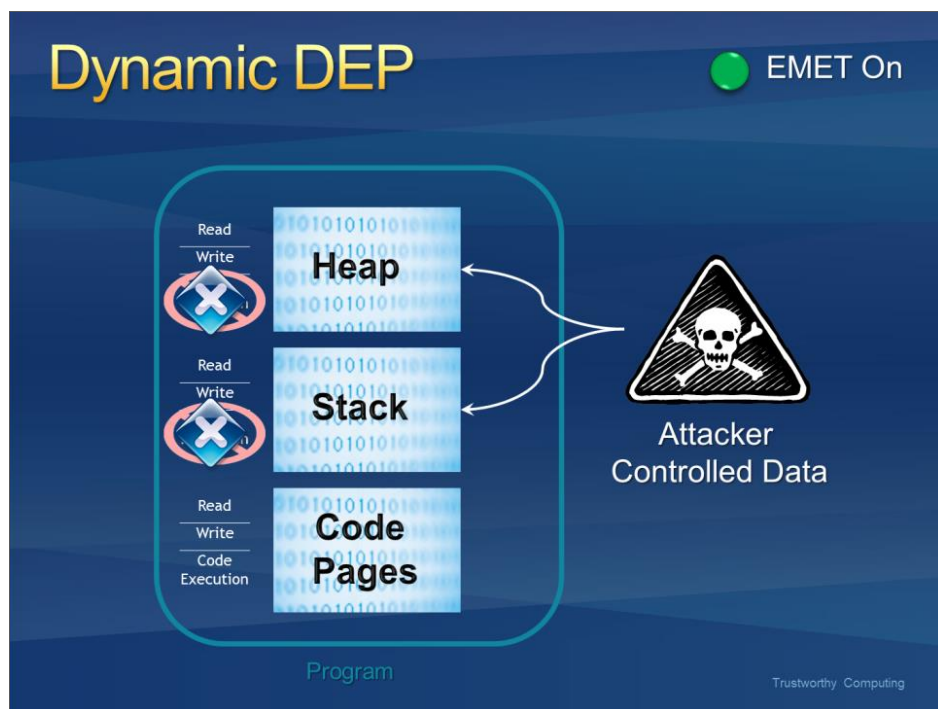 Dynamic DEP
EMET On
Read
Write
Heap
Read
Write
Stack
Read
Write
Code
Execution
Code
Pages
Attacker
Controlled Data
Program
Trustworthy Computing